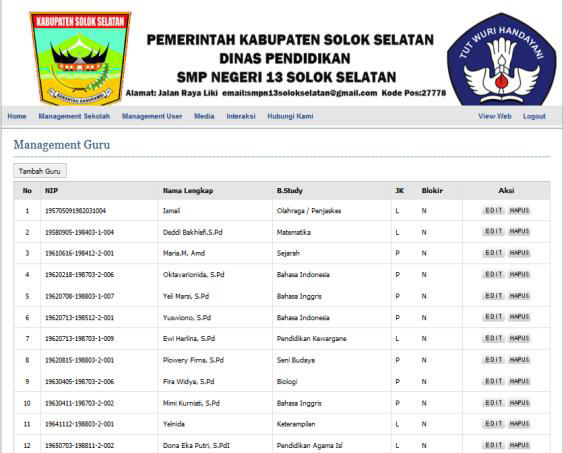 KABUPATEN SOLOK SELATAN
PEMERINTAH KABUPATEN SOLOK SELATAN
DINAS PENDIDIKAN
SMP NEGERI 13 SOLOK SELATAN
Alamat: Jalan Raya Liki email:smpn13solokselatan@gmail.com Kode Pos:27778
TUT WURI HANDAYANI
Home Management Sekolah Management User Media Interaksi Hubungi Kami View Web Logout
Management Guru
Tambah Guru
No NIP Nama Lengkap B.Study JK Blokir Aksi
1 195705091982031004 Ismail Olahraga / Penjaskes L N EDIT HAPUS
2 19580905-198403-1-004 Deddi Bakhlefi.S.Pd Matematika L N EDIT HAPUS
3 19610616-198412-2-001 Maria.M, Amd Sejarah P N EDIT HAPUS
4 19620218-198703-2-006 Oktavarionida, S.Pd Bahasa Indonesia P N EDIT HAPUS
5 19620708-198803-1-007 Yeli Marsi, S.Pd Bahasa Inggris P N EDIT HAPUS
6 19620713-198512-2-001 Yuswiono, S.Pd Bahasa Indonesia P N EDIT HAPUS
7 19620713-198703-1-009 Ewi Herlina, S.Pd Pendidikan Kewargane L N EDIT HAPUS
8 19620815-198803-2-001 Plowery Firna, S.Pd Seni Budaya P N EDIT HAPUS
9 19630405-198703-2-006 Fira Widya, S.Pd Biologi P N EDIT HAPUS
10 19630411-198703-2-002 Mimi Kurniati, S.Pd Bahasa Inggris P N EDIT HAPUS
11 19641112-198803-2-001 Yelnida Keterampilan L N EDIT HAPUS
12 19650703-198811-2-002 Dona Eka Putri, S.PdI Pendidikan Agama Isl L N EDIT HAPUS